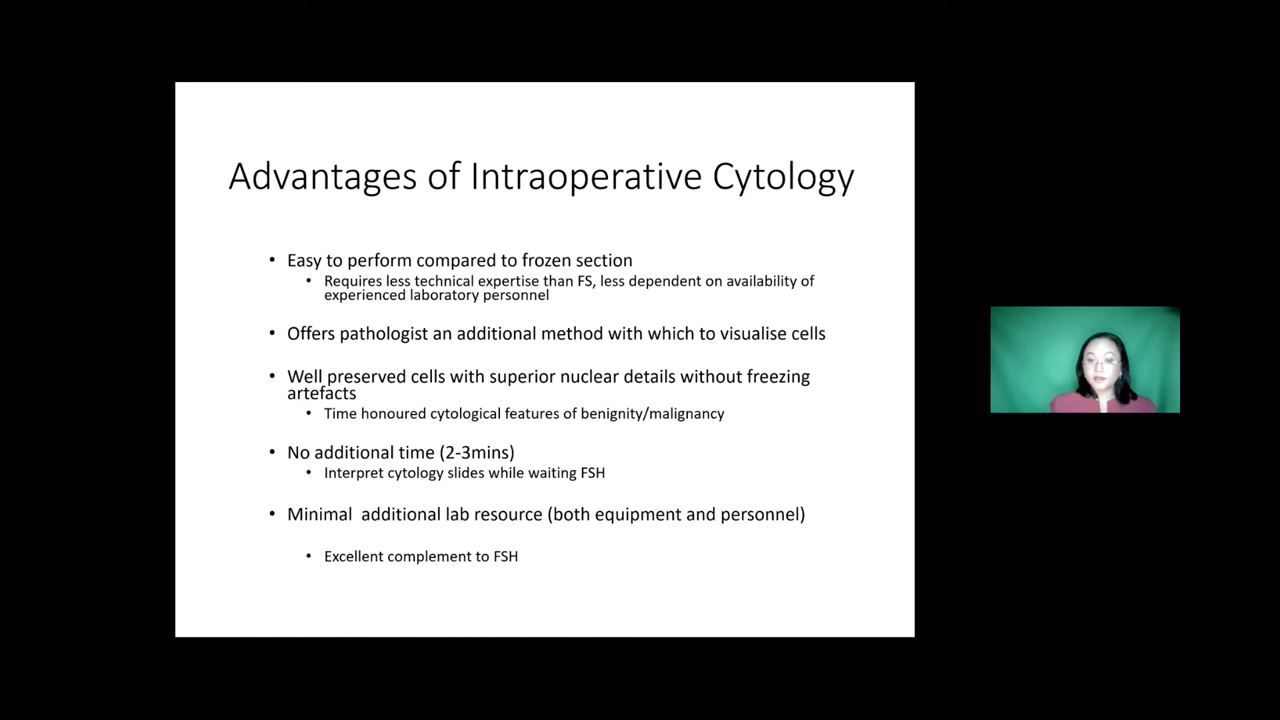 Advantages of Intraoperative Cytology
• Easy to perform compared to frozen section
• Requires less technical expertise than FS, less dependent on availability of
experienced laboratory personnel
• Offers pathologist an additional method with which to visualise cells
• Well preserved cells with superior nuclear details without freezing
artefacts
• Time honoured cytological features of benignity/malignancy
• No additional time (2-3mins)
• Interpret cytology slides while waiting FSH
• Minimal  additional lab resource (both equipment and personnel)
• Excellent complement to FSH